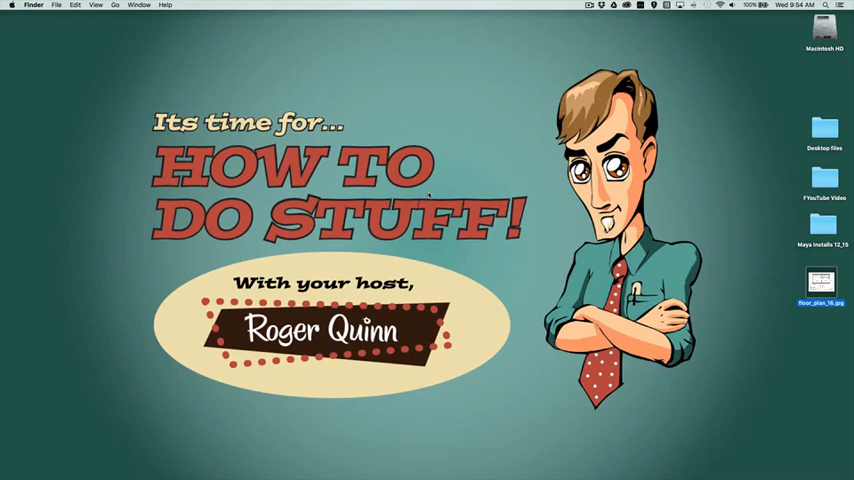 Finder File Edit View Go Window Help
100% Wed 9:54 AM
Macintosh HD
Its time for...
HOW TO
DO STUFF!
With your host,
Roger Quinn
Desktop files
FYouTube Video
Maya Installs 12_15
floor_plan_16.jpg